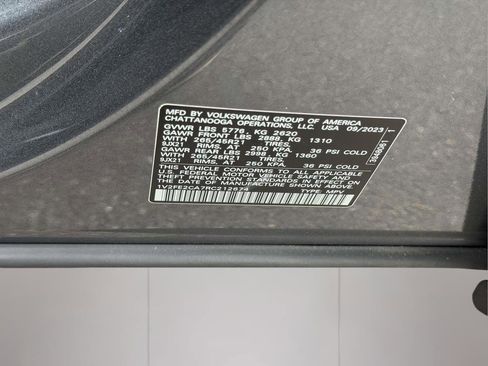 MFD BY VOLKSWAGEN GROUP OF AMERICA
CHATTANOOGA OPERATIONS, LLC. USA 09/2023
GVWR LBS 5776, KG 2620
GAWR FRONT LBS 2888, KG 1310
WITH 265/45R21 TIRES,
9JX21 RIMS, AT 250 KPA, 36 PSI COLD
GAWR REAR LBS 2998, KG 1360
WITH 265/45R21 TIRES,
9JX21 RIMS, AT 250 KPA, 36 PSI COLD
THIS VEHICLE CONFORMS TO ALL APPLICABLE
U.S. FEDERAL MOTOR VEHICLE SAFETY STANDARDS
IN EFFECT ON THE DATE OF MANUFACTURE SHOWN ABOVE.
1V2FE2CA7RC212674 TYPE: MPV